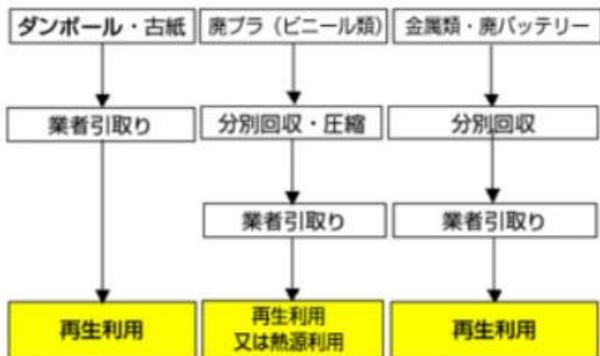 ダンボール・古紙
廃プラ（ビニール類）
金属類・廃バッテリー
業者引取り
分別回収・圧縮
分別回収
業者引取り
業者引取り
再生利用
再生利用
又は熱源利用
再生利用